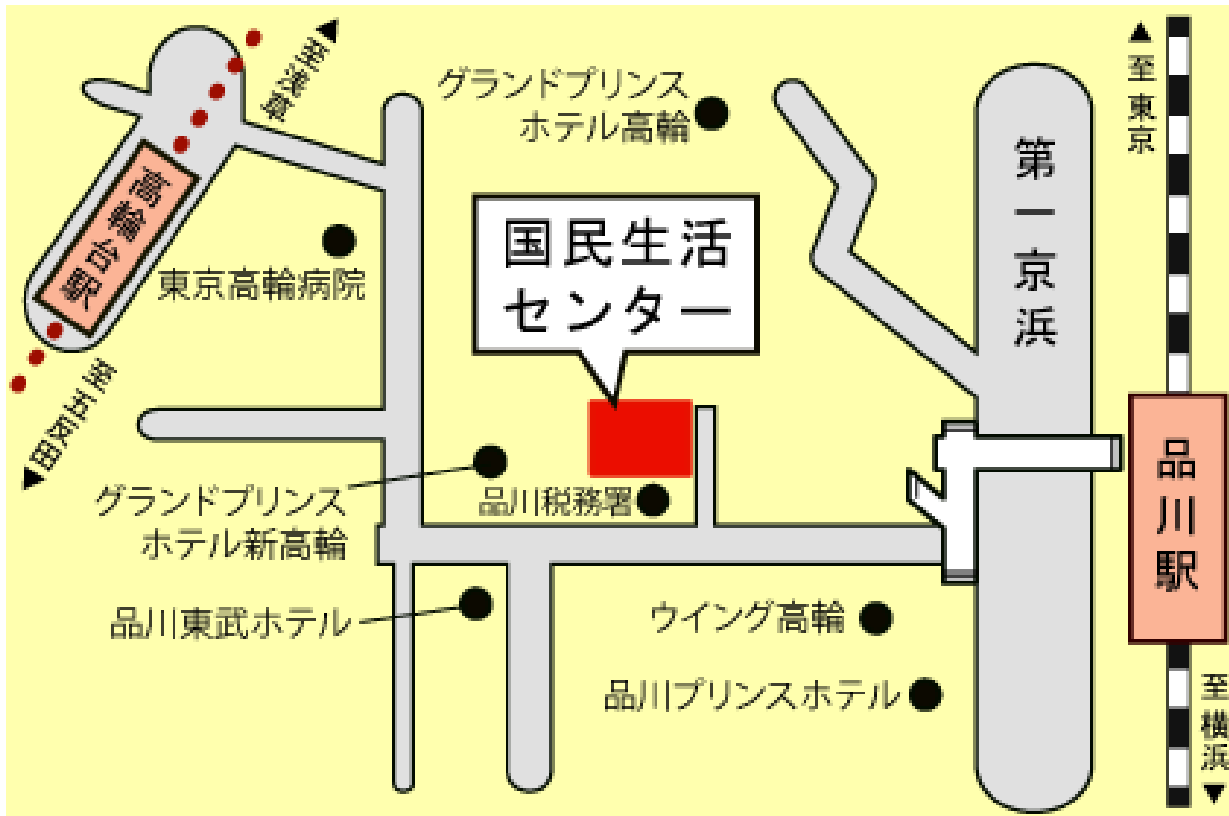 ▲至浅草
グランドプリンス
ホテル高輪
▲至東京
第一京浜
高輪台駅
東京高輪病院
国民生活
センター
至五反田▼
グランドプリンス
ホテル新高輪
品川税務署
品川駅
品川東武ホテル
ウイング高輪
品川プリンスホテル
至横浜▼